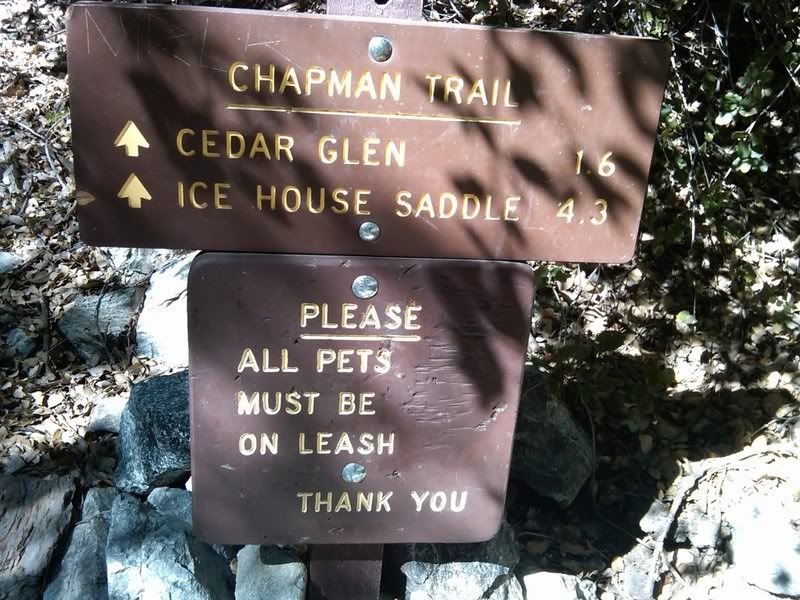 CHAPMAN TRAIL
CEDAR GLEN 1.6
ICE HOUSE SADDLE 4.3
PLEASE
ALL PETS
MUST BE
ON LEASH
THANK YOU